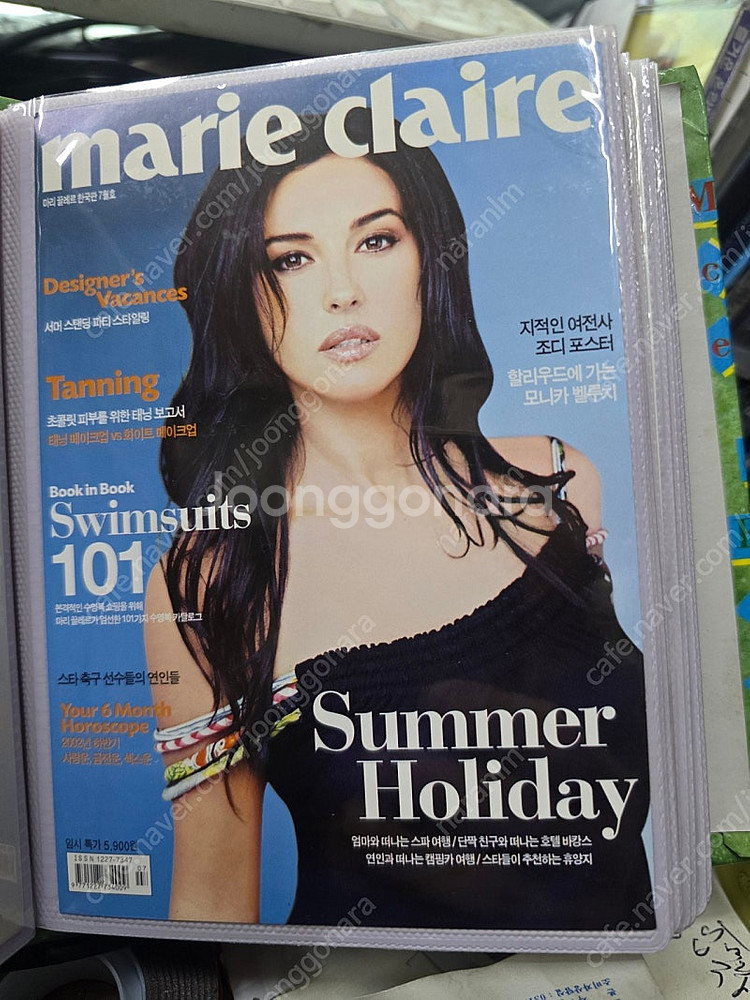 marie claire
마리 끌레르 한국판 7월호
Designer's
Vacances
서머 스탠딩 파티 스타일링
Tanning
초콜릿 피부를 위한 태닝 보고서
태닝 메이크업 vs 화이트 메이크업
Book in Book
Swimsuits
101
본격적인 수영복 쇼핑을 위해
마리 끌레르가 엄선한 101가지 수영복 카탈로그
스타 축구 선수들의 연인들
Your 6 Month
Horoscope
2002년 하반기
사랑운, 금전운, 섹스운
임시 특가 5,900원
ISSN 1227-7347
07
9 771227 734009
지적인 여전사
조디 포스터
할리우드에 가는
모니카 벨루치
Summer
Holiday
엄마와 떠나는 스파 여행 / 단짝 친구와 떠나는 호텔 바캉스
연인과 떠나는 캠핑카 여행 / 스타들이 추천하는 휴양지
joonggonara
cafe.naver.com/joonggonara
naranlm